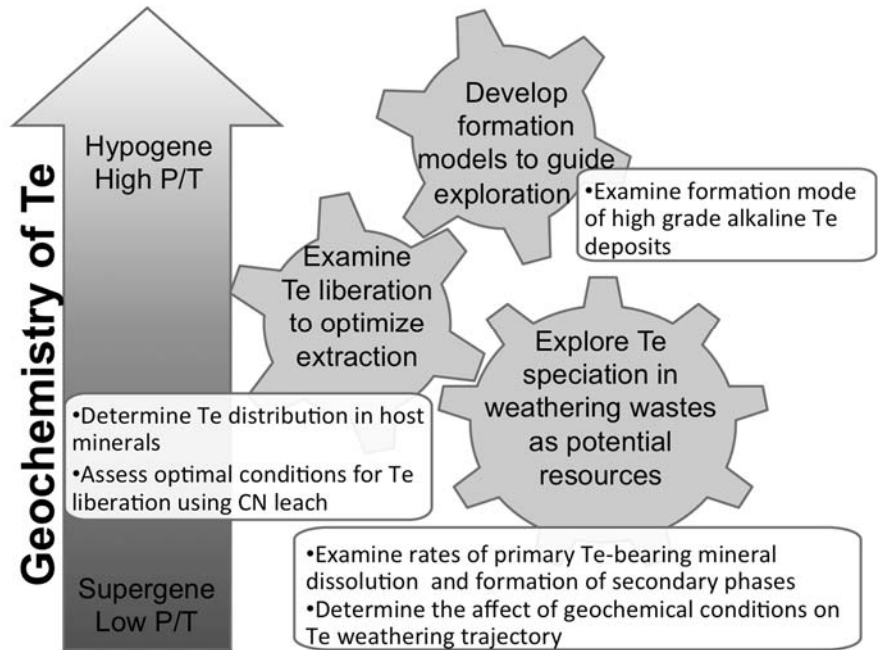 Geochemistry of Te
Hypogene
High P/T
Supergene
Low P/T
Develop
formation
models to guide
exploration
•Examine formation mode
of high grade alkaline Te
deposits
Examine
Te liberation
to optimize
extraction
•Determine Te distribution in host
minerals
•Assess optimal conditions for Te
liberation using CN leach
Explore Te
speciation in
weathering wastes
as potential
resources
•Examine rates of primary Te-bearing mineral
dissolution and formation of secondary phases
•Determine the affect of geochemical conditions on
Te weathering trajectory